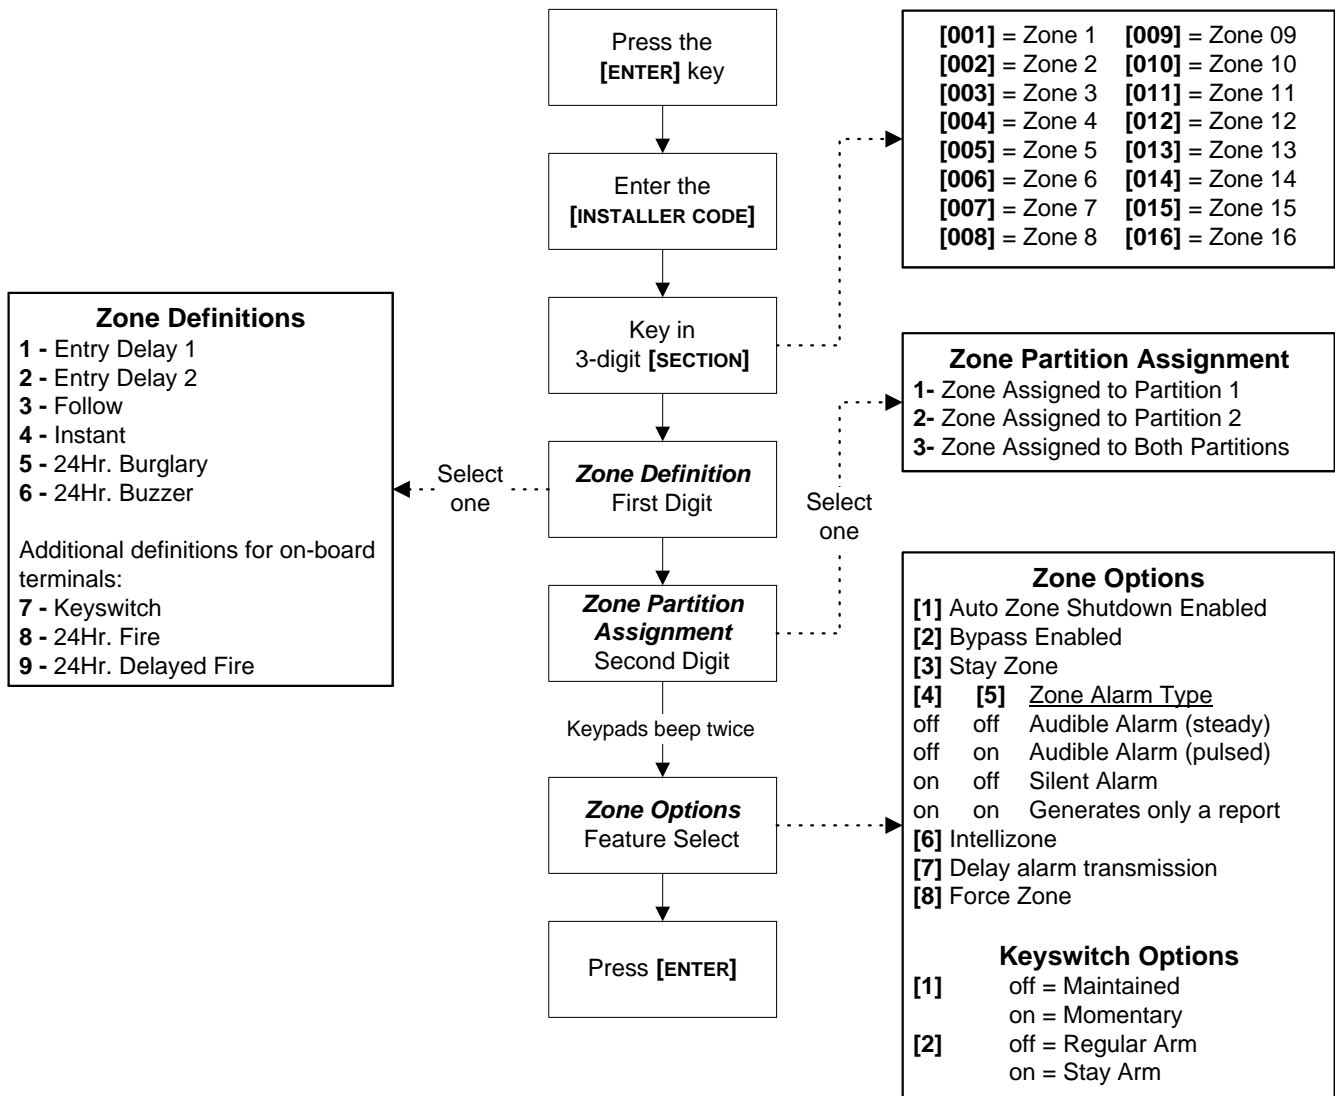 Press the
[ENTER] key
Enter the
[INSTALLER CODE]
Key in
3-digit [SECTION]
[001] = Zone 1 [009] = Zone 09
[002] = Zone 2 [010] = Zone 10
[003] = Zone 3 [011] = Zone 11
[004] = Zone 4 [012] = Zone 12
[005] = Zone 5 [013] = Zone 13
[006] = Zone 6 [014] = Zone 14
[007] = Zone 7 [015] = Zone 15
[008] = Zone 8 [016] = Zone 16
Zone Definition
First Digit
Select
one
Zone Definitions
1 - Entry Delay 1
2 - Entry Delay 2
3 - Follow
4 - Instant
5 - 24Hr. Burglary
6 - 24Hr. Buzzer
Additional definitions for on-board
terminals:
7 - Keyswitch
8 - 24Hr. Fire
9 - 24Hr. Delayed Fire
Zone Partition
Assignment
Second Digit
Select
one
Zone Partition Assignment
1- Zone Assigned to Partition 1
2- Zone Assigned to Partition 2
3- Zone Assigned to Both Partitions
Keypads beep twice
Zone Options
Feature Select
Zone Options
[1] Auto Zone Shutdown Enabled
[2] Bypass Enabled
[3] Stay Zone
[4] [5] Zone Alarm Type
off off Audible Alarm (steady)
off on Audible Alarm (pulsed)
on off Silent Alarm
on on Generates only a report
[6] Intellizone
[7] Delay alarm transmission
[8] Force Zone
Keyswitch Options
[1] off = Maintained
on = Momentary
[2] off = Regular Arm
on = Stay Arm
Press [ENTER]